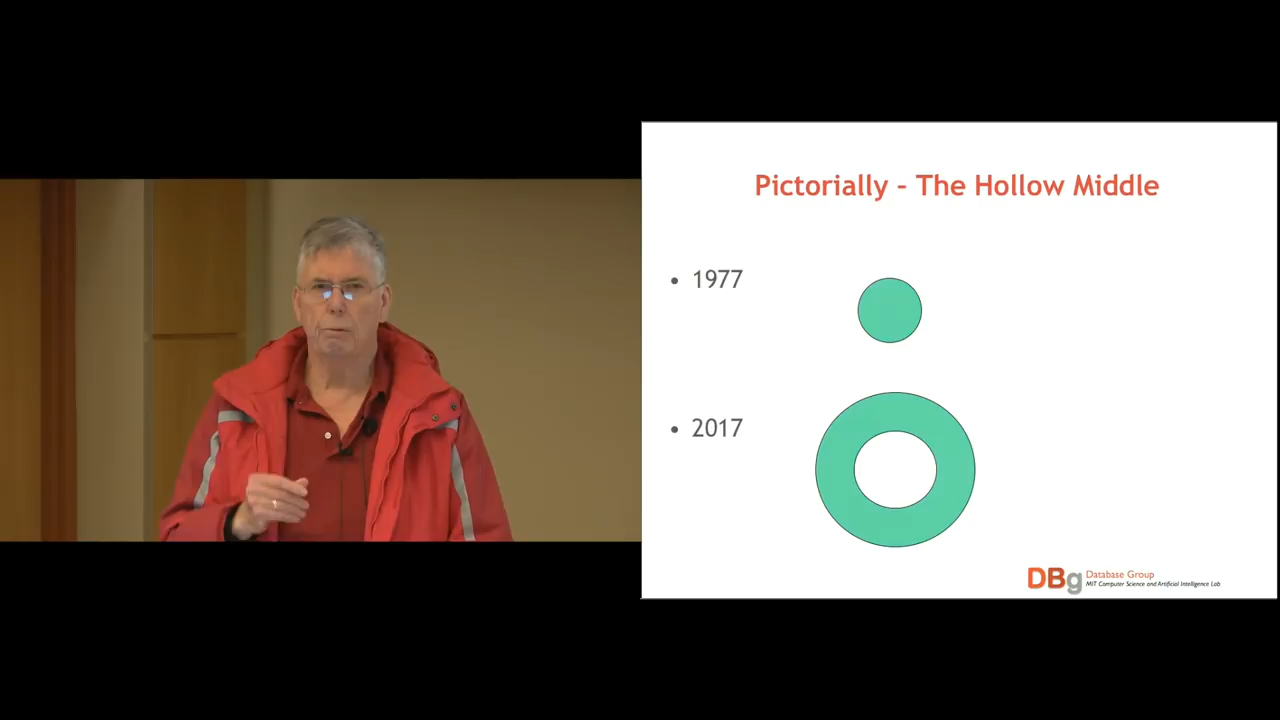 Pictorially - The Hollow Middle
• 1977
• 2017
DBg Database Group
MIT Computer Science and Artificial Intelligence Lab